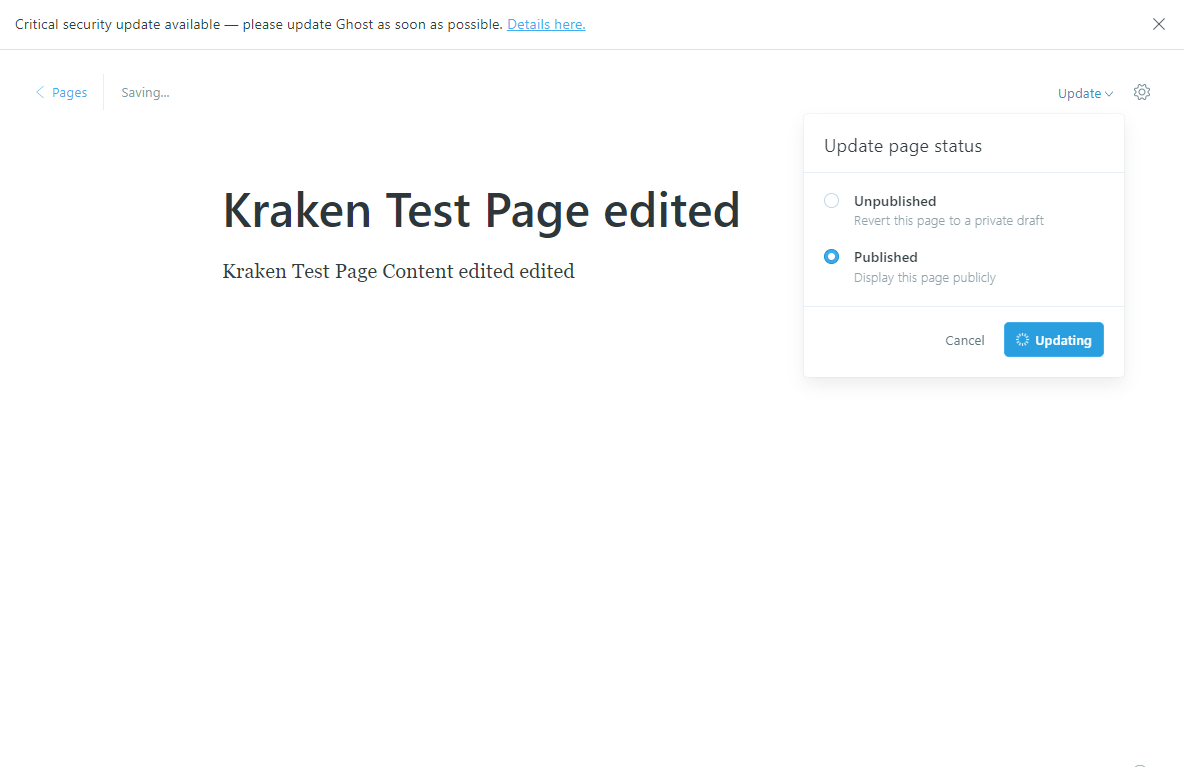 Critical security update available — please update Ghost as soon as possible. Details here.
Pages
Saving...
Update
Update page status
Kraken Test Page edited
Unpublished
Revert this page to a private draft
Published
Kraken Test Page Content edited edited
Display this page publicly
Cancel
Updating